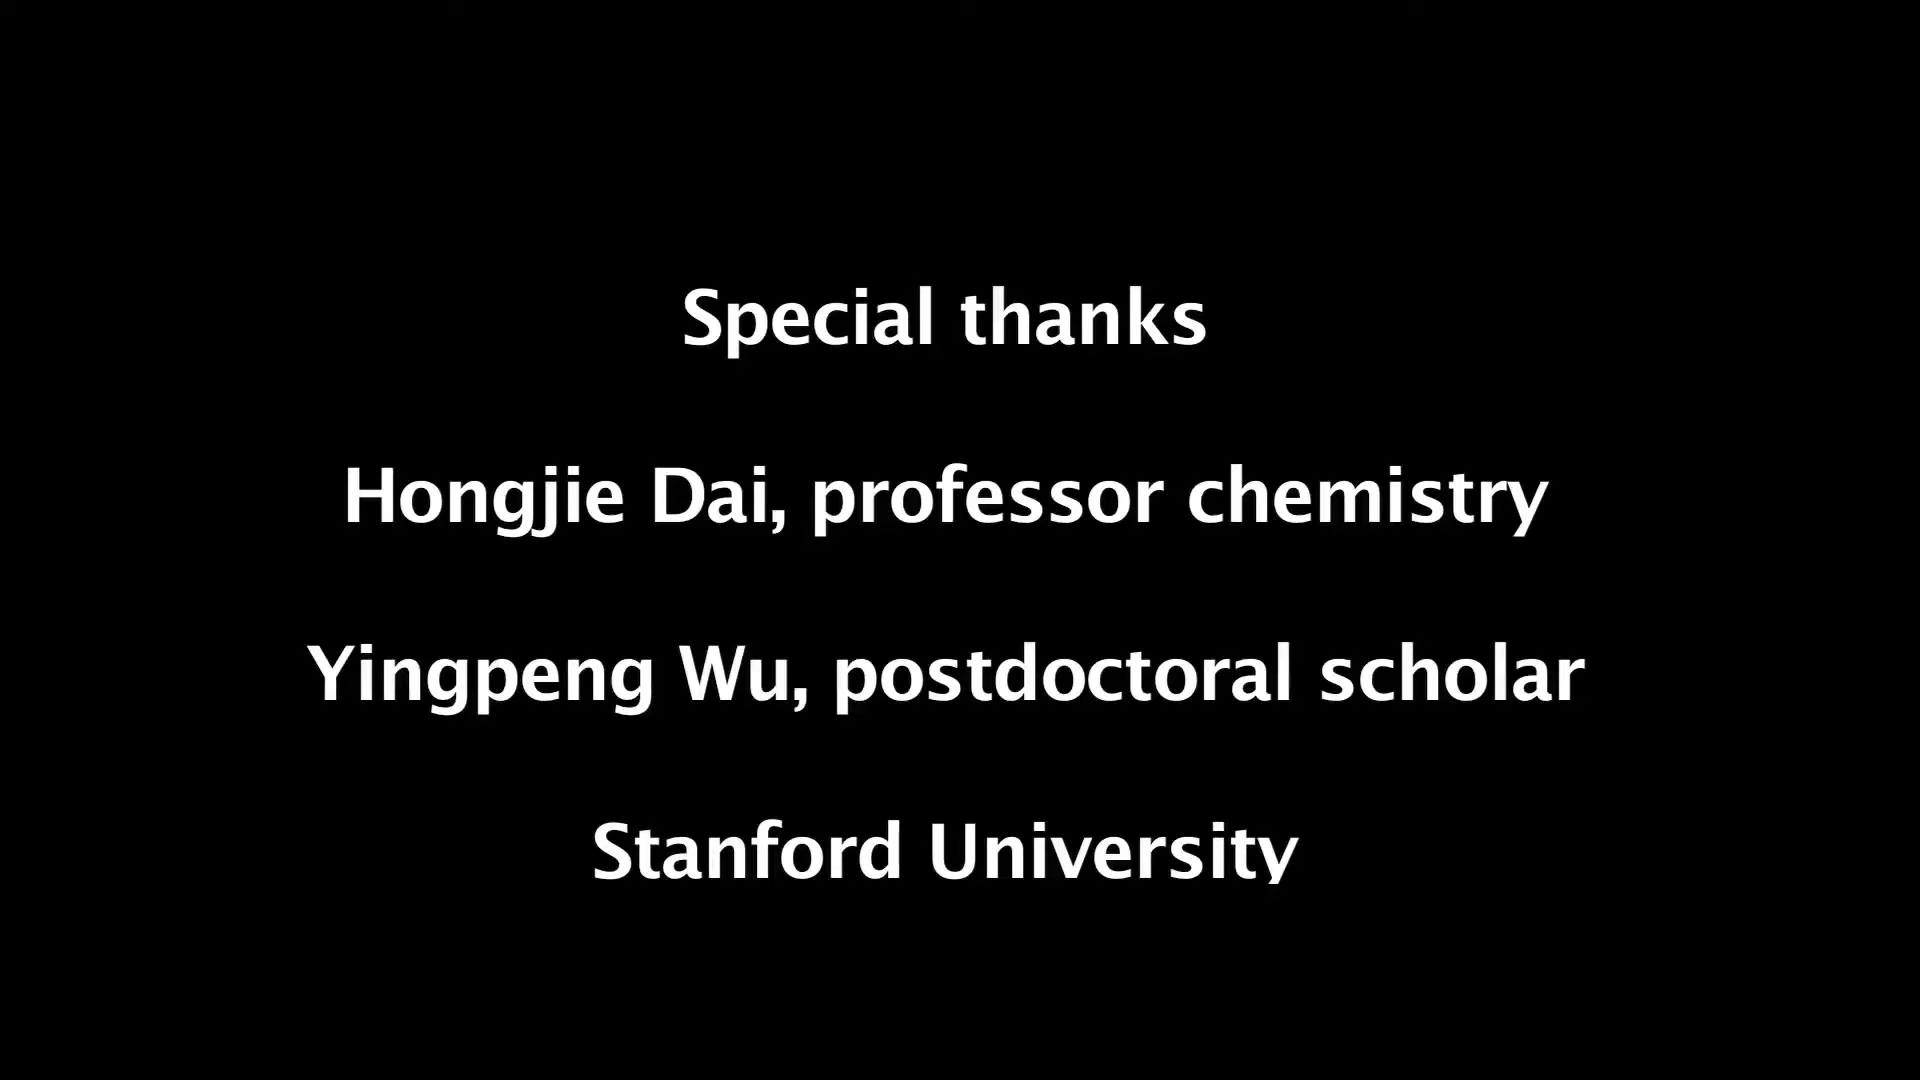 Special thanks
Hongjie Dai, professor chemistry
Yingpeng Wu, postdoctoral scholar
Stanford University